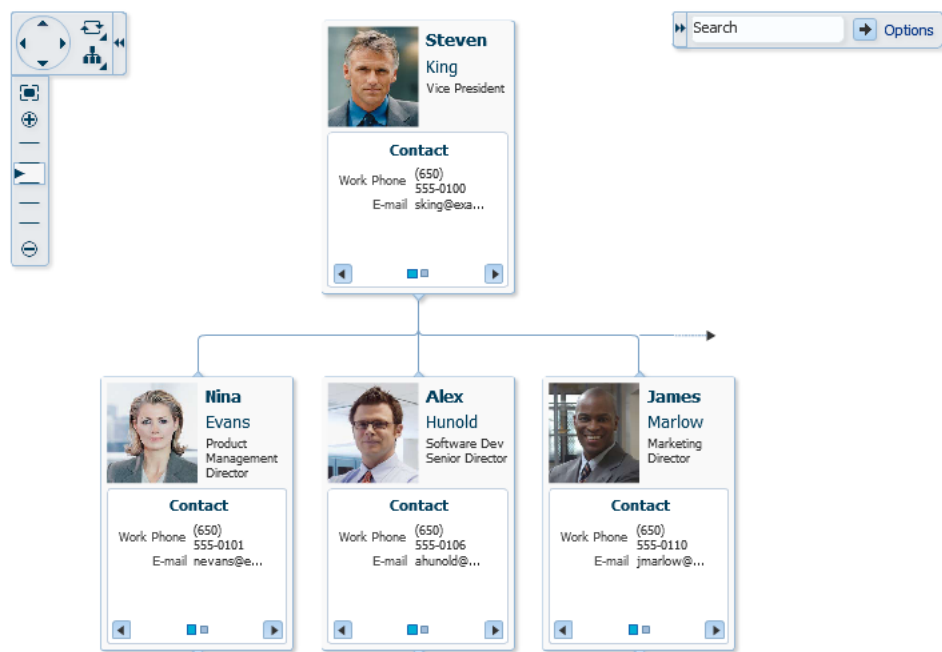 Search
Options
Steven
King
Vice President
Contact
Work Phone (650)
555-0100
E-mail sking@exa...
Nina
Evans
Product
Management
Director
Contact
Work Phone (650)
555-0101
E-mail nevans@e...
Alex
Hunold
Software Dev
Senior Director
Contact
Work Phone (650)
555-0106
E-mail ahunold@...
James
Marlow
Marketing
Director
Contact
Work Phone (650)
555-0110
E-mail jmarlow@...